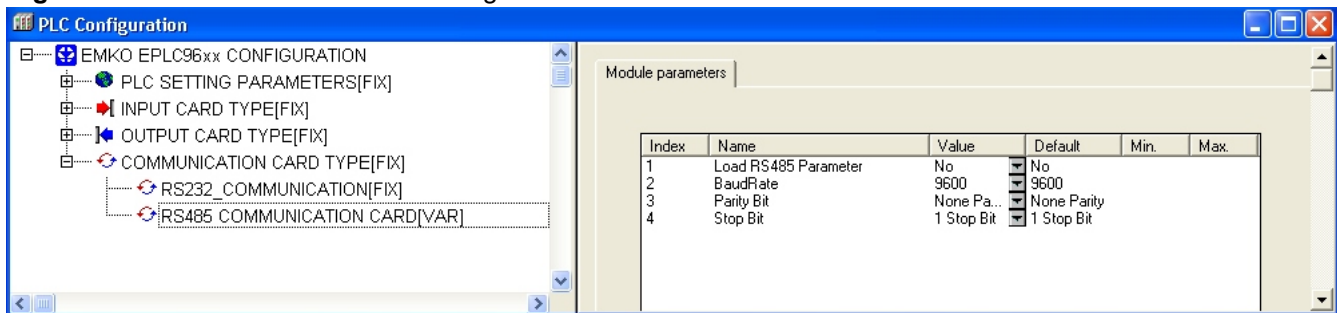 PLC Configuration
EMKO EPLC96xx CONFIGURATION
PLC SETTING PARAMETERS[FIX]
INPUT CARD TYPE[FIX]
OUTPUT CARD TYPE[FIX]
COMMUNICATION CARD TYPE[FIX]
RS232_COMMUNICATION[FIX]
RS485 COMMUNICATION CARD[VAR]
Module parameters
Index Name Value Default Min. Max.
1 Load RS485 Parameter No No
2 BaudRate 9600 9600
3 Parity Bit None Pa... None Parity
4 Stop Bit 1 Stop Bit 1 Stop Bit